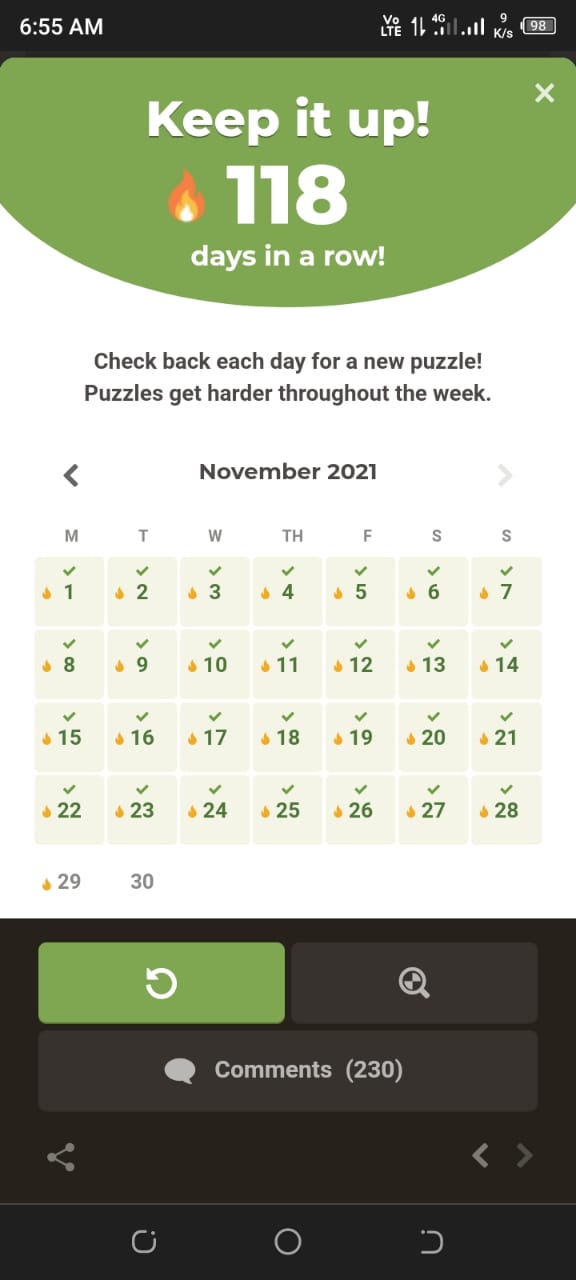 6:55 AM Vo LTE 4G 9 K/s 98
Keep it up!
118
days in a row!
Check back each day for a new puzzle!
Puzzles get harder throughout the week.
November 2021
M T W TH F S S
1 2 3 4 5 6 7
8 9 10 11 12 13 14
15 16 17 18 19 20 21
22 23 24 25 26 27 28
29 30
Comments (230)